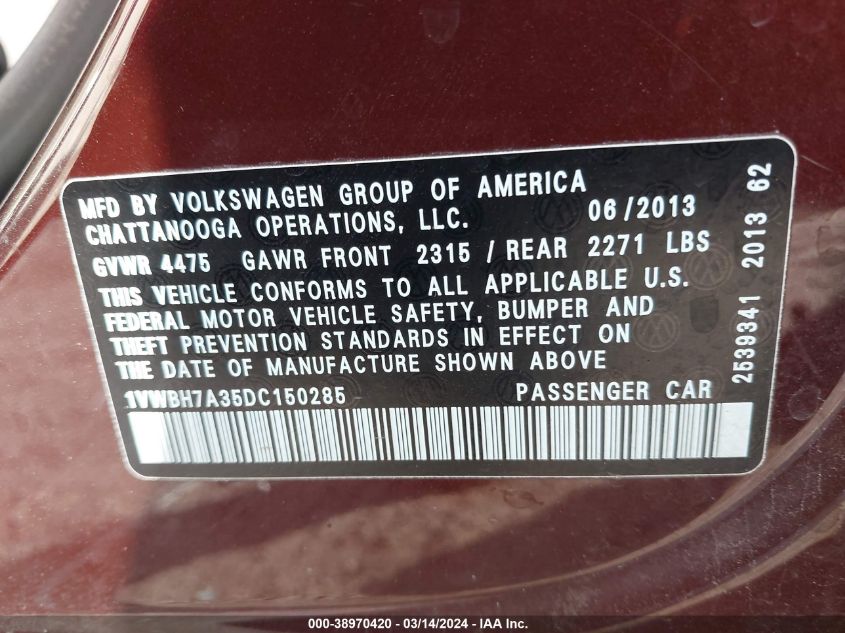 MFD BY VOLKSWAGEN GROUP OF AMERICA
CHATTANOOGA OPERATIONS, LLC. 06/2013
GVWR 4475 GAWR FRONT 2315 / REAR 2271 LBS
THIS VEHICLE CONFORMS TO ALL APPLICABLE U.S.
FEDERAL MOTOR VEHICLE SAFETY, BUMPER AND
THEFT PREVENTION STANDARDS IN EFFECT ON
THE DATE OF MANUFACTURE SHOWN ABOVE
1VWBH7A35DC150285 PASSENGER CAR
2539341 2013 62
000-38970420 - 03/14/2024 - IAA Inc.